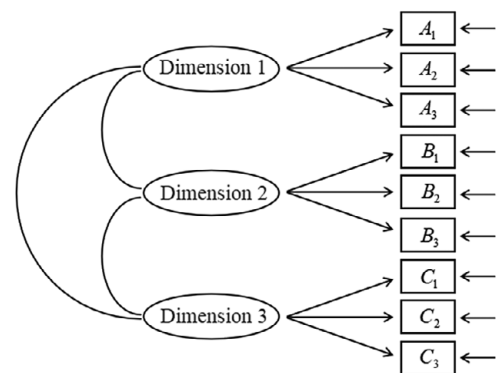 Dimension 1
A₁
A₂
A₃
Dimension 2
B₁
B₂
B₃
Dimension 3
C₁
C₂
C₃